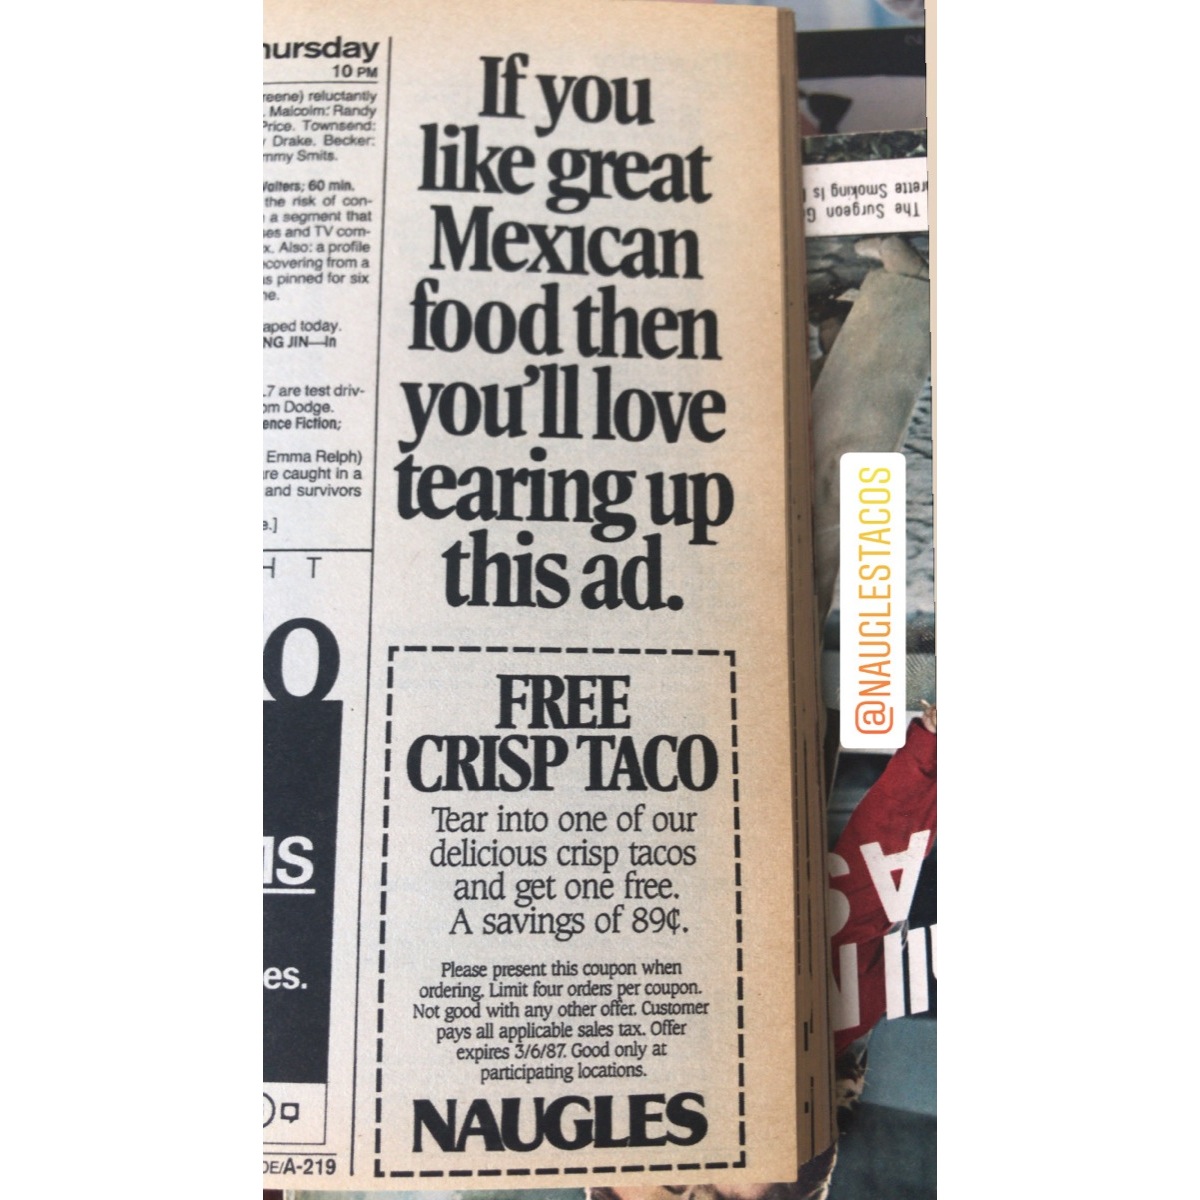 hursday
10 PM
reene) reluctantly
. Malcolm: Randy
Price. Townsend:
Drake. Becker:
mmy Smits.
Walters; 60 min.
the risk of con-
a segment that
ses and TV com-
x. Also: a profile
covering from a
s pinned for six
ne.
aped today.
NG JIN—In
.7 are test driv-
om Dodge.
ence Fiction;
Emma Relph)
re caught in a
and survivors
e.]
H T
O
MS
es.
DE/A-219
If you
like great
Mexican
food then
you'll love
tearing up
this ad.
FREE
CRISP TACO
Tear into one of our
delicious crisp tacos
and get one free.
A savings of 89¢.
Please present this coupon when
ordering. Limit four orders per coupon.
Not good with any other offer. Customer
pays all applicable sales tax. Offer
expires 3/6/87. Good only at
participating locations.
NAUGLES
The Surgeon G
rette Smoking Is
@NAUGLESTACOS